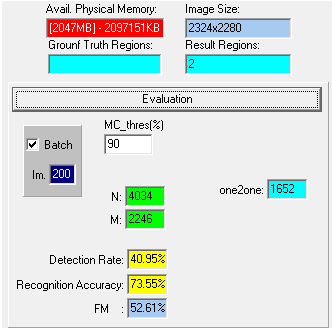 Avail. Physical Memory: Image Size:
[2047MB] - 2097151KB 2324x2280
Grounf Truth Regions: Result Regions:
2
Evaluation
MC_thres(%)
Batch 90
Im. 200
N: 4034 one2one: 1652
M: 2246
Detection Rate: 40.95%
Recognition Accuracy: 73.55%
FM : 52.61%